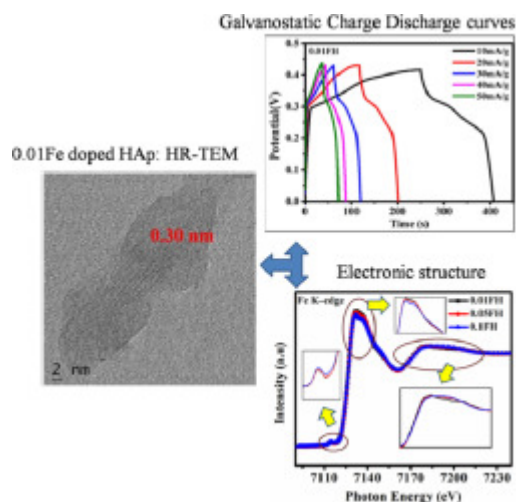 Galvanostatic Charge Discharge curves
0.01FH
10mA/g
20mA/g
30mA/g
40mA/g
50mA/g
Potential(V)
0.5
0.4
0.3
0.2
0.1
0.0
0 100 200 300 400
Time (s)
0.01Fe doped HAp: HR-TEM
0.30 nm
2 nm
Electronic structure
Fe K-edge
0.01FH
0.05FH
0.1FH
Intensity (a.n)
7110 7140 7170 7200 7230
Photon Energy (eV)